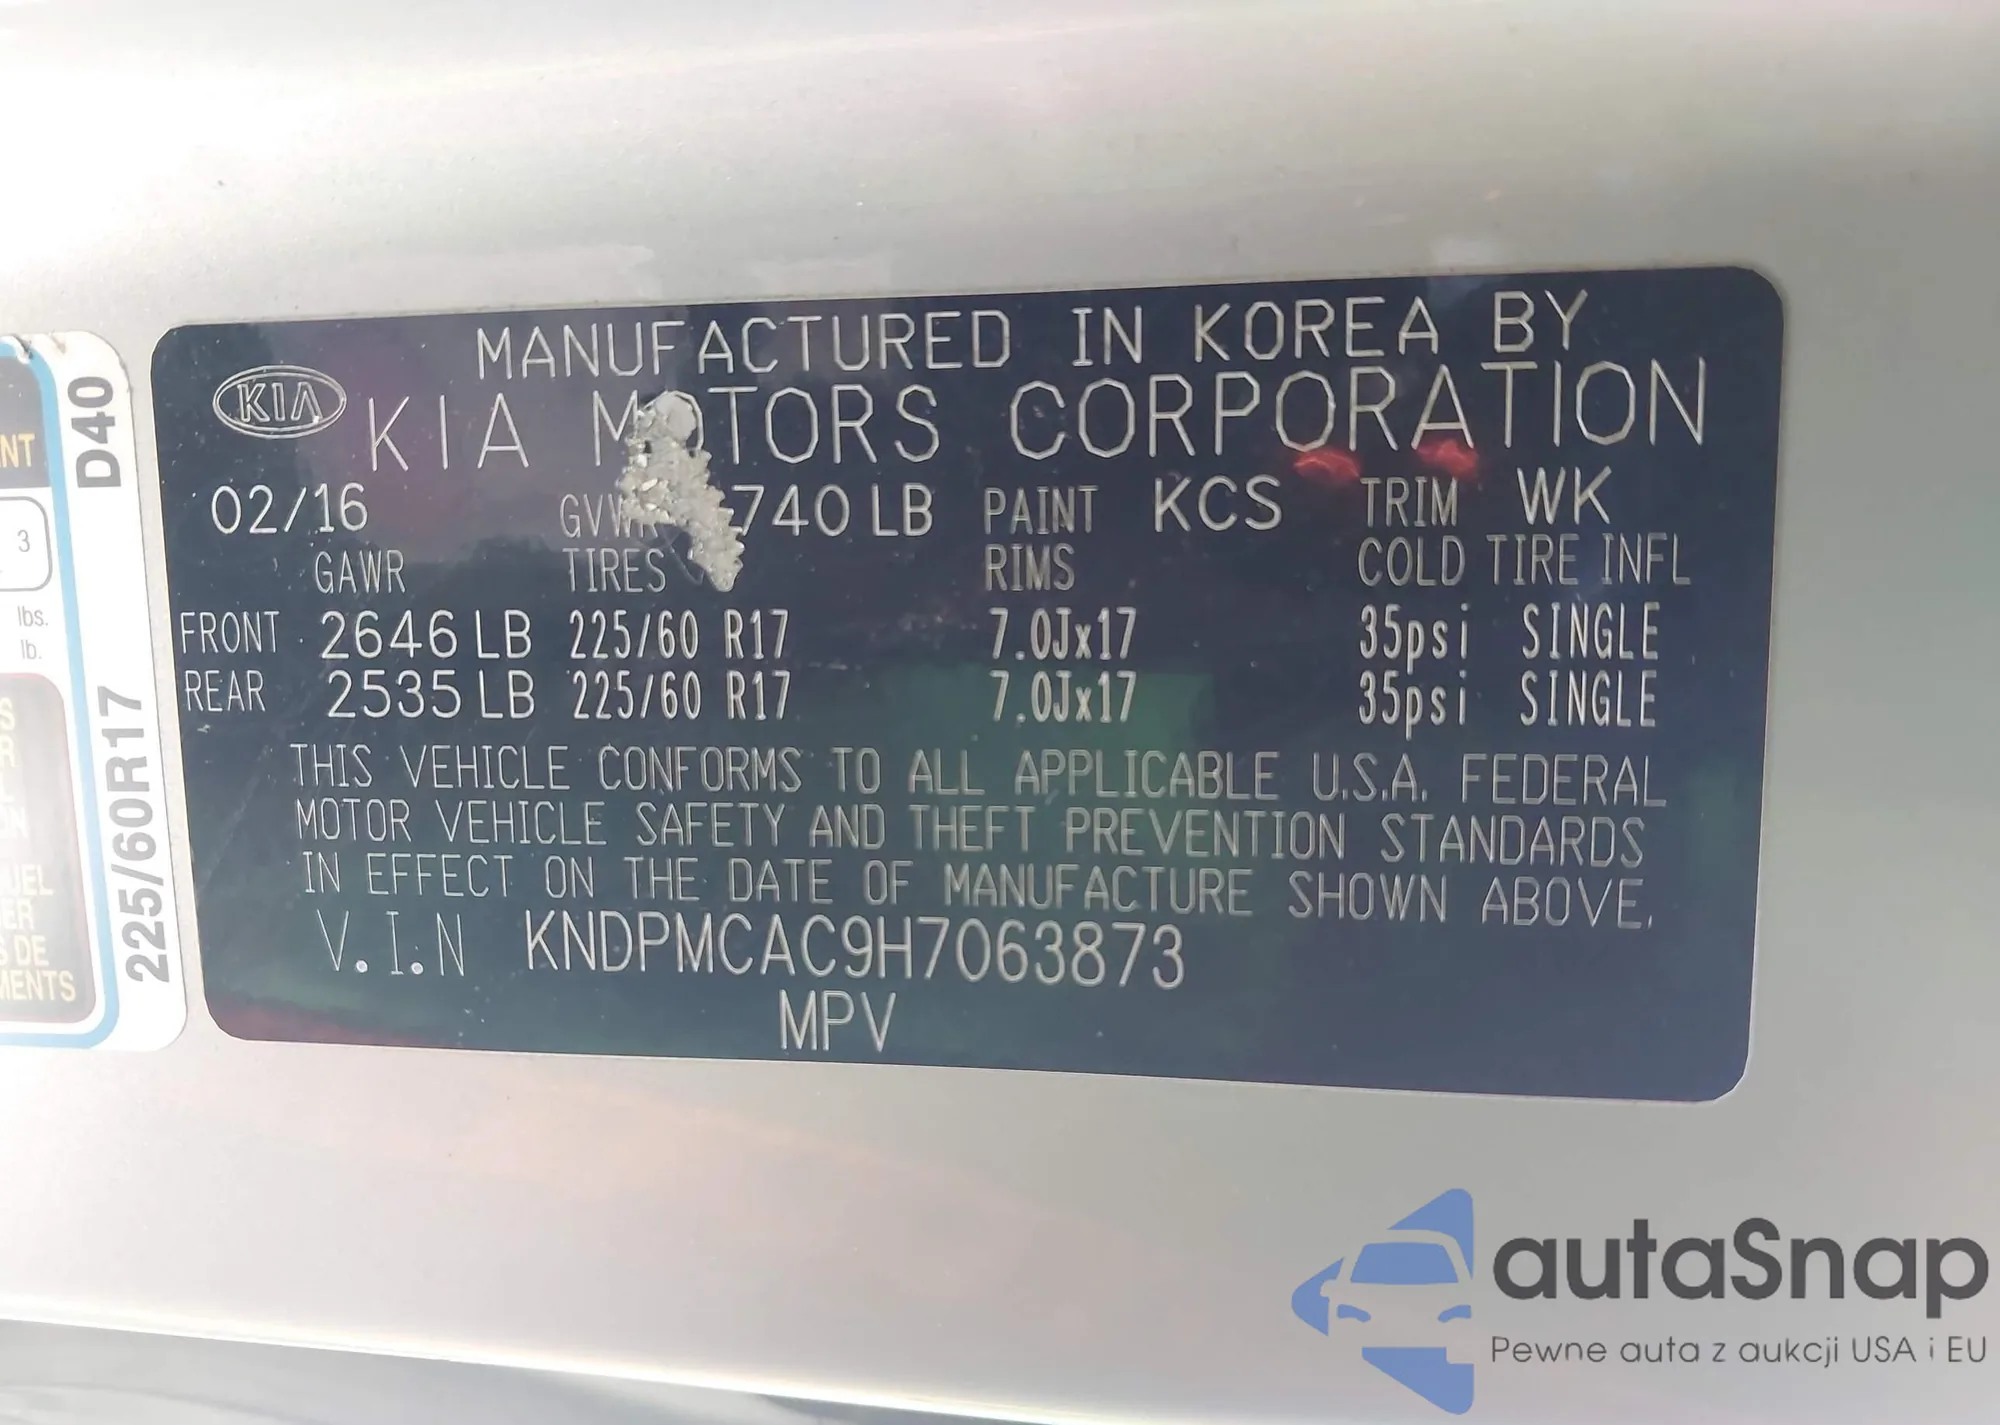 MANUFACTURED IN KOREA BY
KIA KIA MOTORS CORPORATION
02/16 GVWR 740 LB PAINT KCS TRIM WK
GAWR TIRES RIMS COLD TIRE INFL
FRONT 2646 LB 225/60 R17 7.0Jx17 35psi SINGLE
REAR 2535 LB 225/60 R17 7.0Jx17 35psi SINGLE
THIS VEHICLE CONFORMS TO ALL APPLICABLE U.S.A. FEDERAL
MOTOR VEHICLE SAFETY AND THEFT PREVENTION STANDARDS
IN EFFECT ON THE DATE OF MANUFACTURE SHOWN ABOVE.
V.I.N KNDPMCAC9H7063873
MPV
D40
225/60R17
3
lbs.
lb.
autaSnap
Pewne auta z aukcji USA i EU